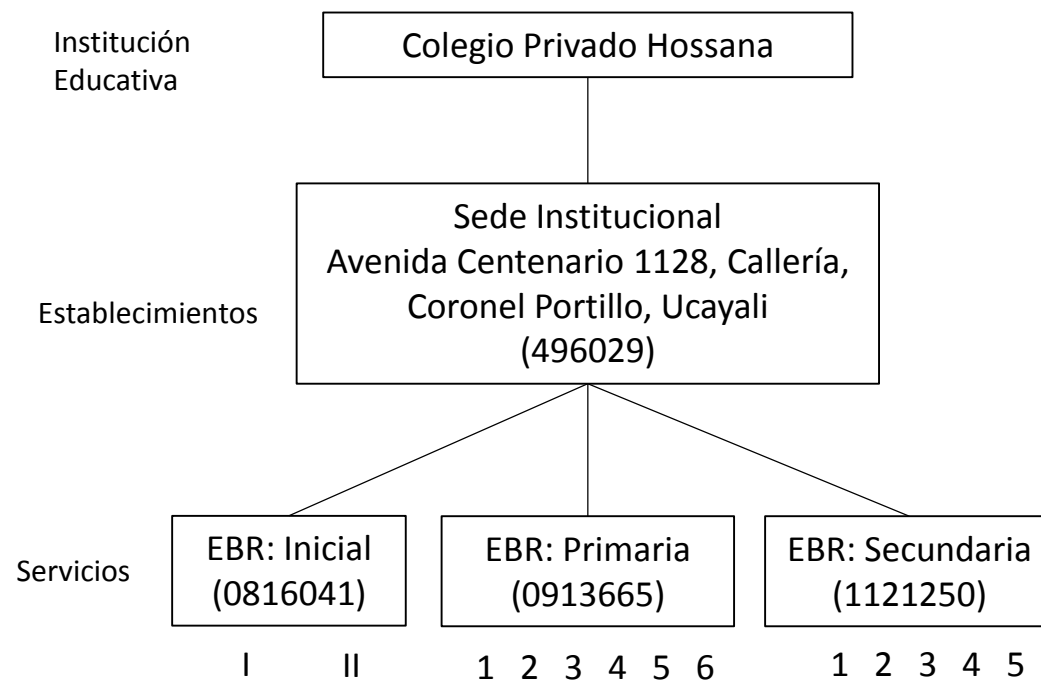 Institución
Educativa
Colegio Privado Hossana
Establecimientos
Sede Institucional
Avenida Centenario 1128, Callería,
Coronel Portillo, Ucayali
(496029)
Servicios
EBR: Inicial
(0816041)
EBR: Primaria
(0913665)
EBR: Secundaria
(1121250)
I II
1 2 3 4 5 6
1 2 3 4 5